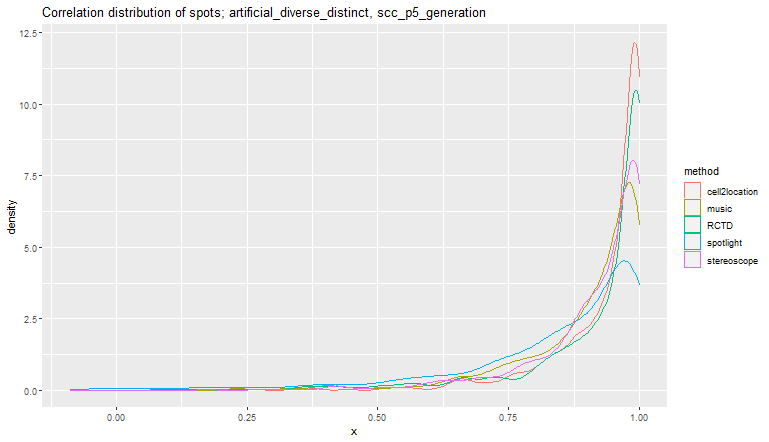 Correlation distribution of spots; artificial_diverse_distinct, scc_p5_generation
12.5
10.0
7.5
5.0
2.5
0.0
density
0.00
0.25
0.50
0.75
1.00
x
method
cell2location
music
RCTD
spotlight
stereoscope